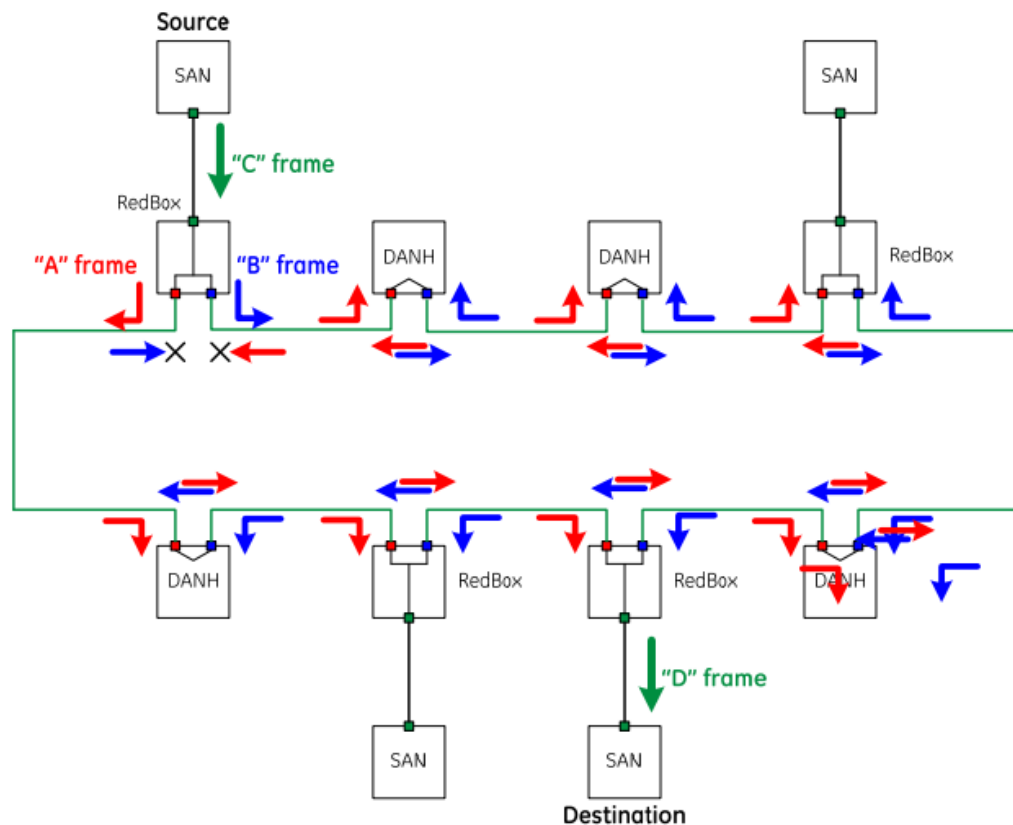 Source
SAN
SAN
"C" frame
RedBox
"A" frame
"B" frame
DANH
DANH
RedBox
DANH
RedBox
RedBox
DANH
"D" frame
SAN
SAN
Destination